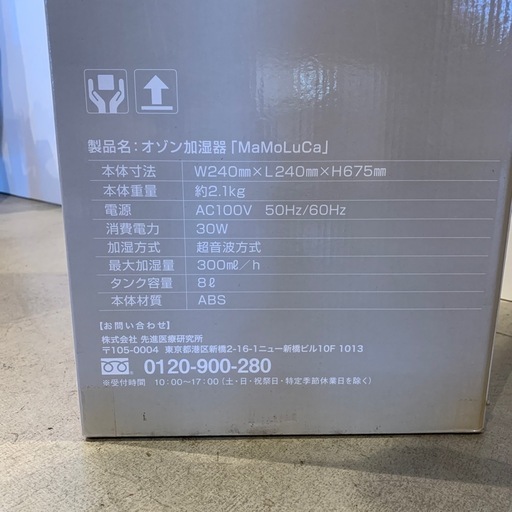 製品名：オゾン加湿器「MaMoLuCa」
本体寸法 W240㎜×L240㎜×H675㎜
本体重量 約2.1kg
電源 AC100V 50Hz/60Hz
消費電力 30W
加湿方式 超音波方式
最大加湿量 300㎖／h
タンク容量 8ℓ
本体材質 ABS
【お問い合わせ】
株式会社 先進医療研究所
〒105-0004 東京都港区新橋2-16-1ニュー新橋ビル10F 1013
0120-900-280
※受付時間 10：00〜17：00（土・日・祝祭日・特定季節休業日を除く）